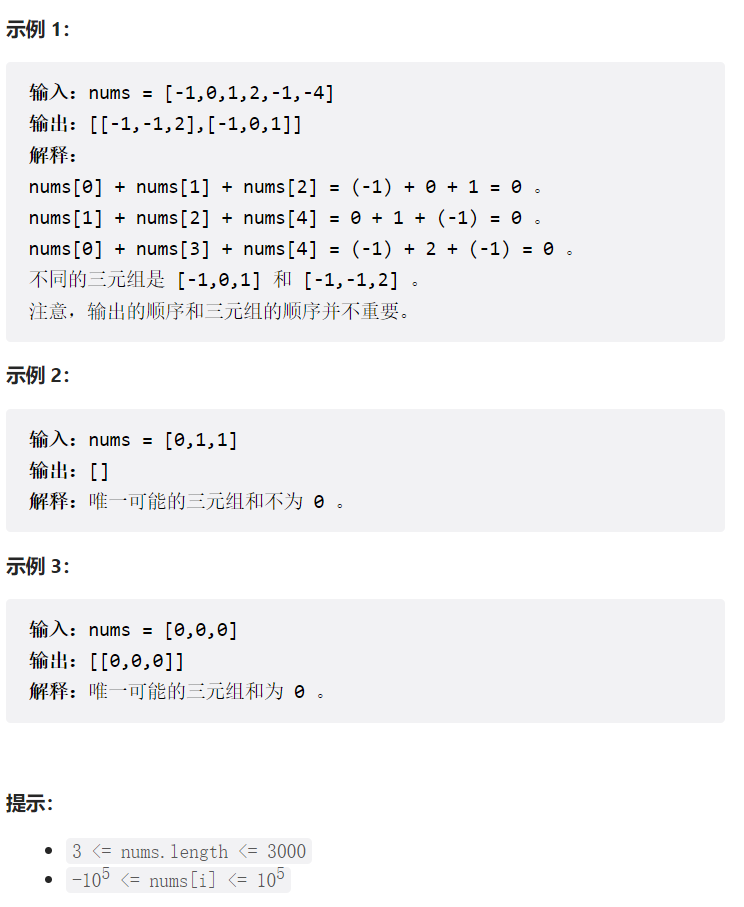 示例 1：
输入：nums = [-1,0,1,2,-1,-4]
输出：[[-1,-1,2],[-1,0,1]]
解释：
nums[0] + nums[1] + nums[2] = (-1) + 0 + 1 = 0 。
nums[1] + nums[2] + nums[4] = 0 + 1 + (-1) = 0 。
nums[0] + nums[3] + nums[4] = (-1) + 2 + (-1) = 0 。
不同的三元组是 [-1,0,1] 和 [-1,-1,2] 。
注意，输出的顺序和三元组的顺序并不重要。
示例 2：
输入：nums = [0,1,1]
输出：[]
解释：唯一可能的三元组和不为 0 。
示例 3：
输入：nums = [0,0,0]
输出：[[0,0,0]]
解释：唯一可能的三元组和为 0 。
提示：
• 3 <= nums.length <= 3000
• -10⁵ <= nums[i] <= 10⁵